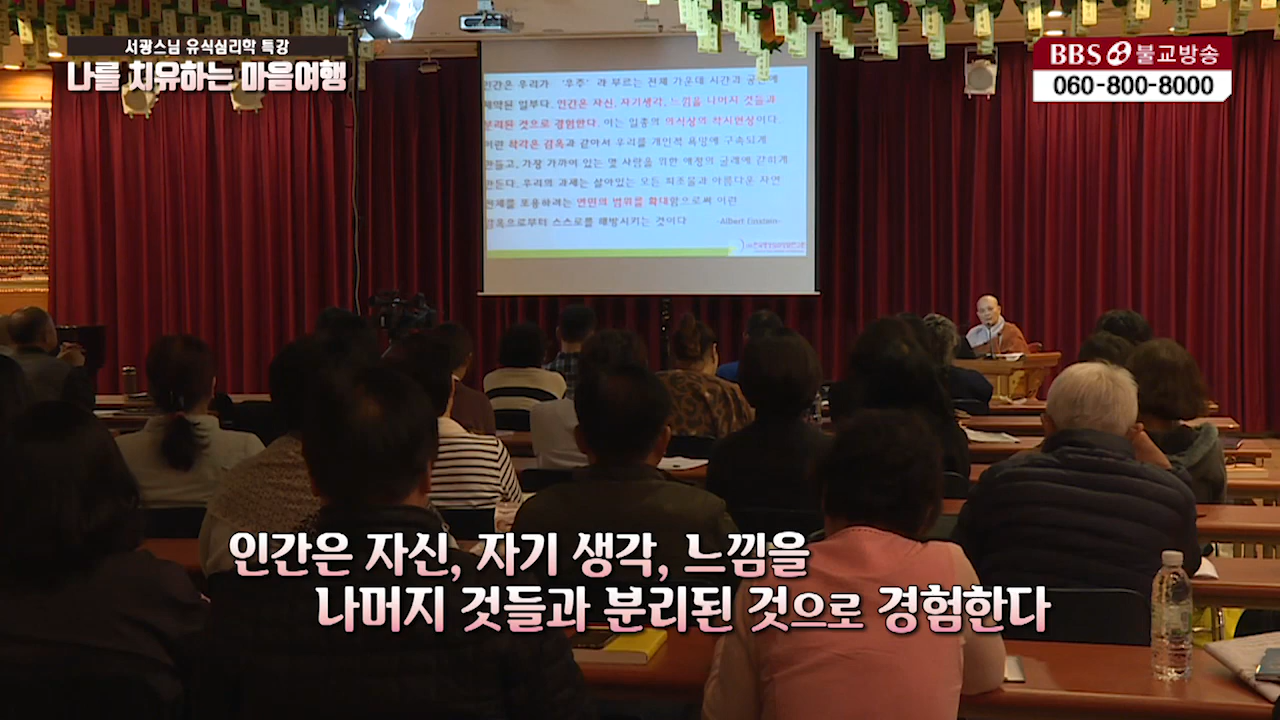 서광스님 유식심리학 특강
나를 치유하는 마음여행
BBS 불교방송
060-800-8000
인간은 우리가 '우주' 라 부르는 전체 가운데 시간과 공간에
제약된 일부다. 인간은 자신, 자기생각, 느낌을 나머지 것들과
분리된 것으로 경험한다. 이는 일종의 의식상의 착시현상이다.
이런 착각은 감옥과 같아서 우리를 개인적 욕망에 구속되게
만들고, 가장 가까이 있는 몇 사람을 위한 애정의 굴레에 갇히게
만든다. 우리의 과제는 살아있는 모든 피조물과 아름다운 자연
전체를 포용하려는 연민의 범위를 확대함으로써 이런
감옥으로부터 스스로를 해방시키는 것이다 -Albert Einstein-
인간은 자신, 자기 생각, 느낌을
나머지 것들과 분리된 것으로 경험한다